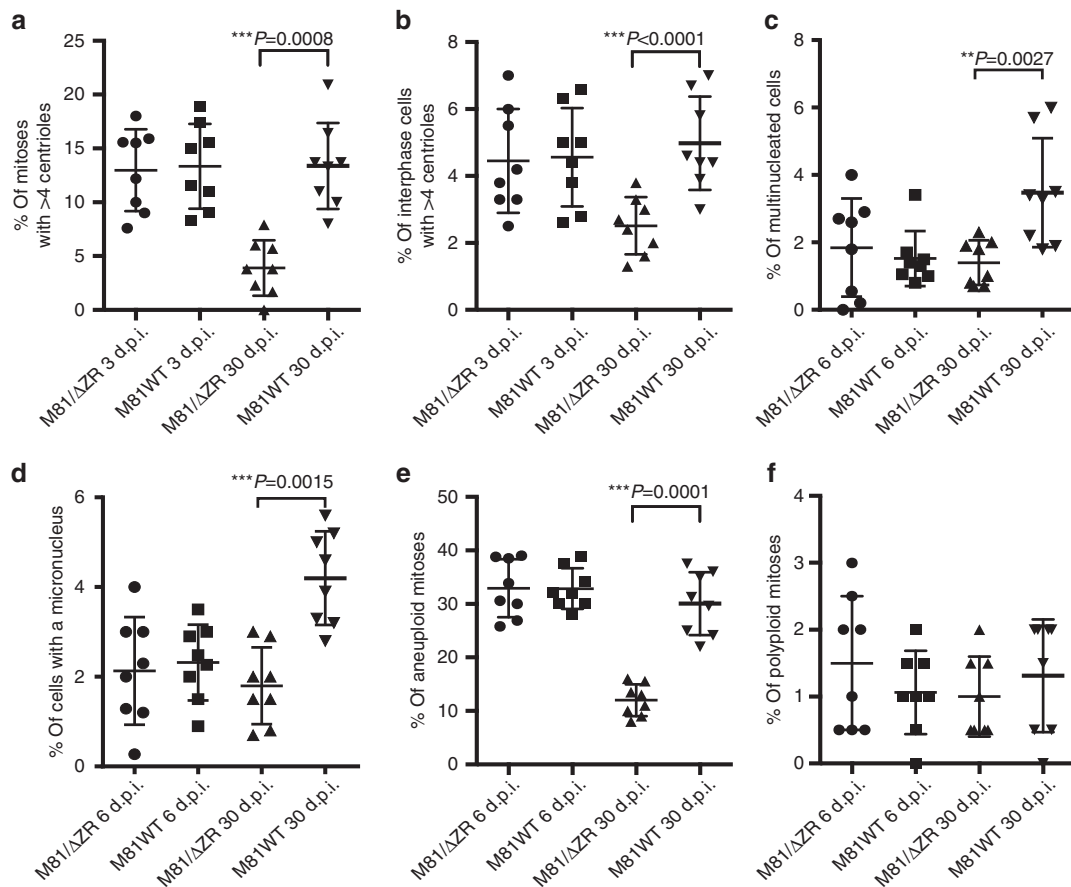 a
***P=0.0008
25
20
15
10
5
0
% Of mitoses
with >4 centrioles
M81/ΔZR 3 d.p.i.
M81WT 3 d.p.i.
M81/ΔZR 30 d.p.i.
M81WT 30 d.p.i.
b
***P<0.0001
8
6
4
2
0
% Of interphase cells
with >4 centrioles
M81/ΔZR 3 d.p.i.
M81WT 3 d.p.i.
M81/ΔZR 30 d.p.i.
M81WT 30 d.p.i.
c
**P=0.0027
8
6
4
2
0
% Of multinucleated cells
M81/ΔZR 6 d.p.i.
M81WT 6 d.p.i.
M81/ΔZR 30 d.p.i.
M81WT 30 d.p.i.
d
***P=0.0015
6
4
2
0
% Of cells with a micronucleus
M81/ΔZR 6 d.p.i.
M81WT 6 d.p.i.
M81/ΔZR 30 d.p.i.
M81WT 30 d.p.i.
e
***P=0.0001
50
40
30
20
10
0
% Of aneuploid mitoses
M81/ΔZR 6 d.p.i.
M81WT 6 d.p.i.
M81/ΔZR 30 d.p.i.
M81WT 30 d.p.i.
f
4
3
2
1
0
% Of polyploid mitoses
M81/ΔZR 6 d.p.i.
M81WT 6 d.p.i.
M81/ΔZR 30 d.p.i.
M81WT 30 d.p.i.